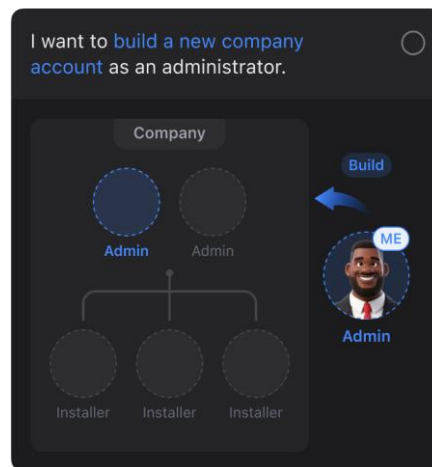 I want to build a new company
account as an administrator.
Company
Build
ME
Admin
Admin
Admin
Installer
Installer
Installer